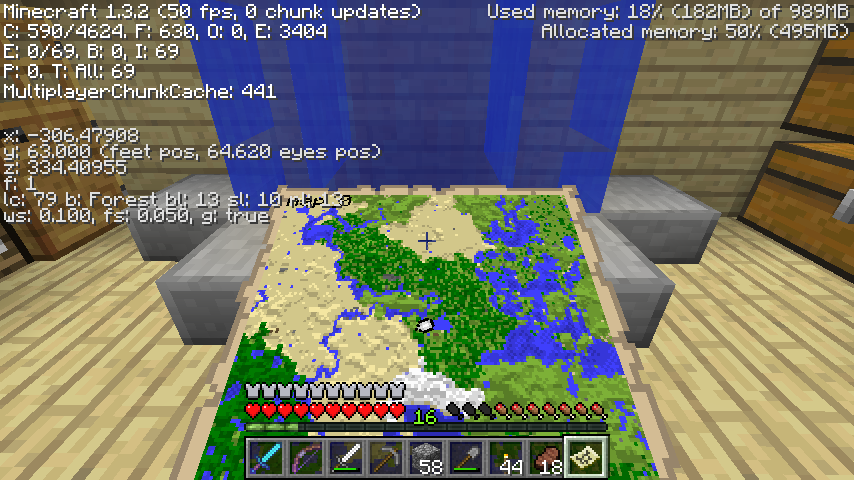 Minecraft 1.3.2 (50 fps, 0 chunk updates)
Used memory: 18% (182MB) of 989MB
C: 590/4624, F: 630, O: 0, E: 3404
Allocated memory: 50% (495MB)
E: 0/69. B: 0, I: 69
P: 0. T: All: 69
MultiplayerChunkCache: 441
x: -306.47908
y: 63.000 (feet pos, 64.620 eyes pos)
z: 334.40955
f: 1
lc: 79 b: Forest bl: 13 sl: 10
ws: 0.100, fs: 0.050, g: true
16
58
44
18